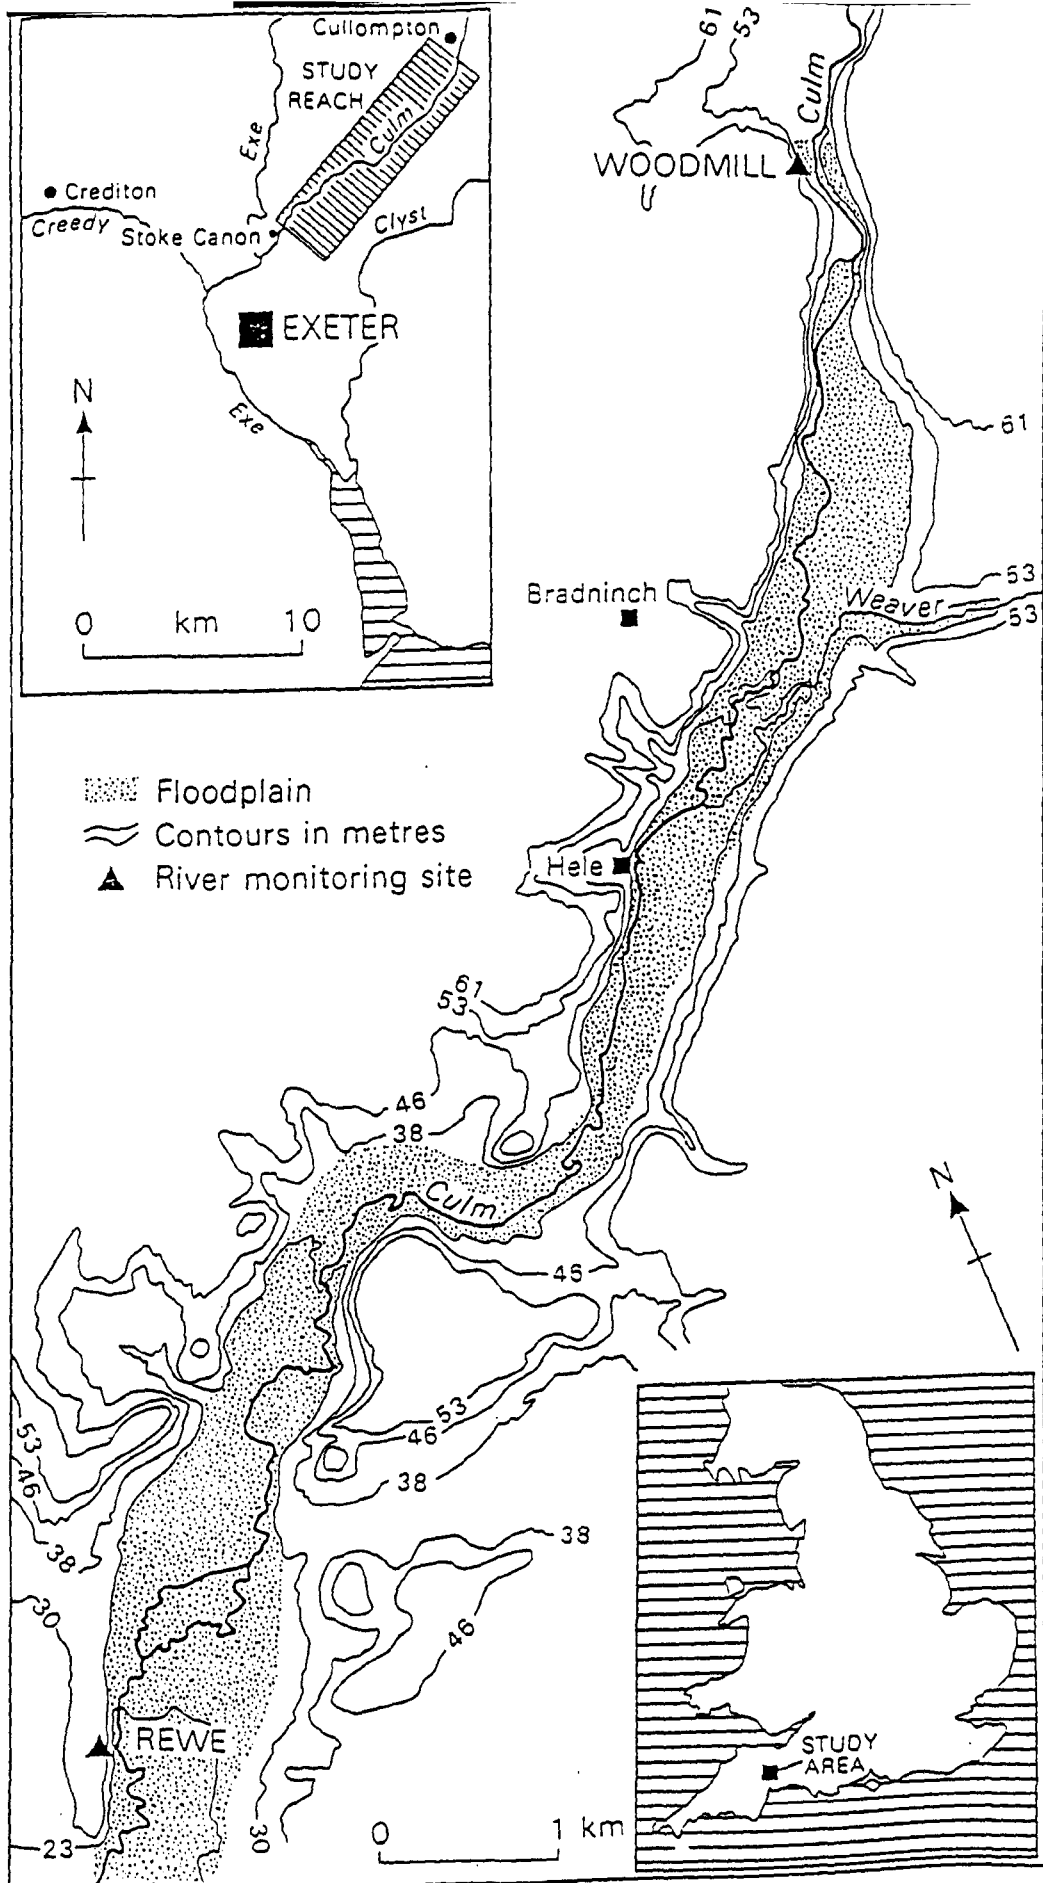 Cullompton
STUDY
REACH
Culm
Exe
Crediton
Creedy
Stoke Canon
Clyst
EXETER
N
Exe
0 km 10
61
53
Culm
WOODMILL
61
Bradninch
Weaver
53
53
Floodplain
Contours in metres
River monitoring site
Hele
61
53
46
38
Culm
N
46
53
46
38
53
46
38
38
46
30
REWE
STUDY
AREA
23
30
0 1 km